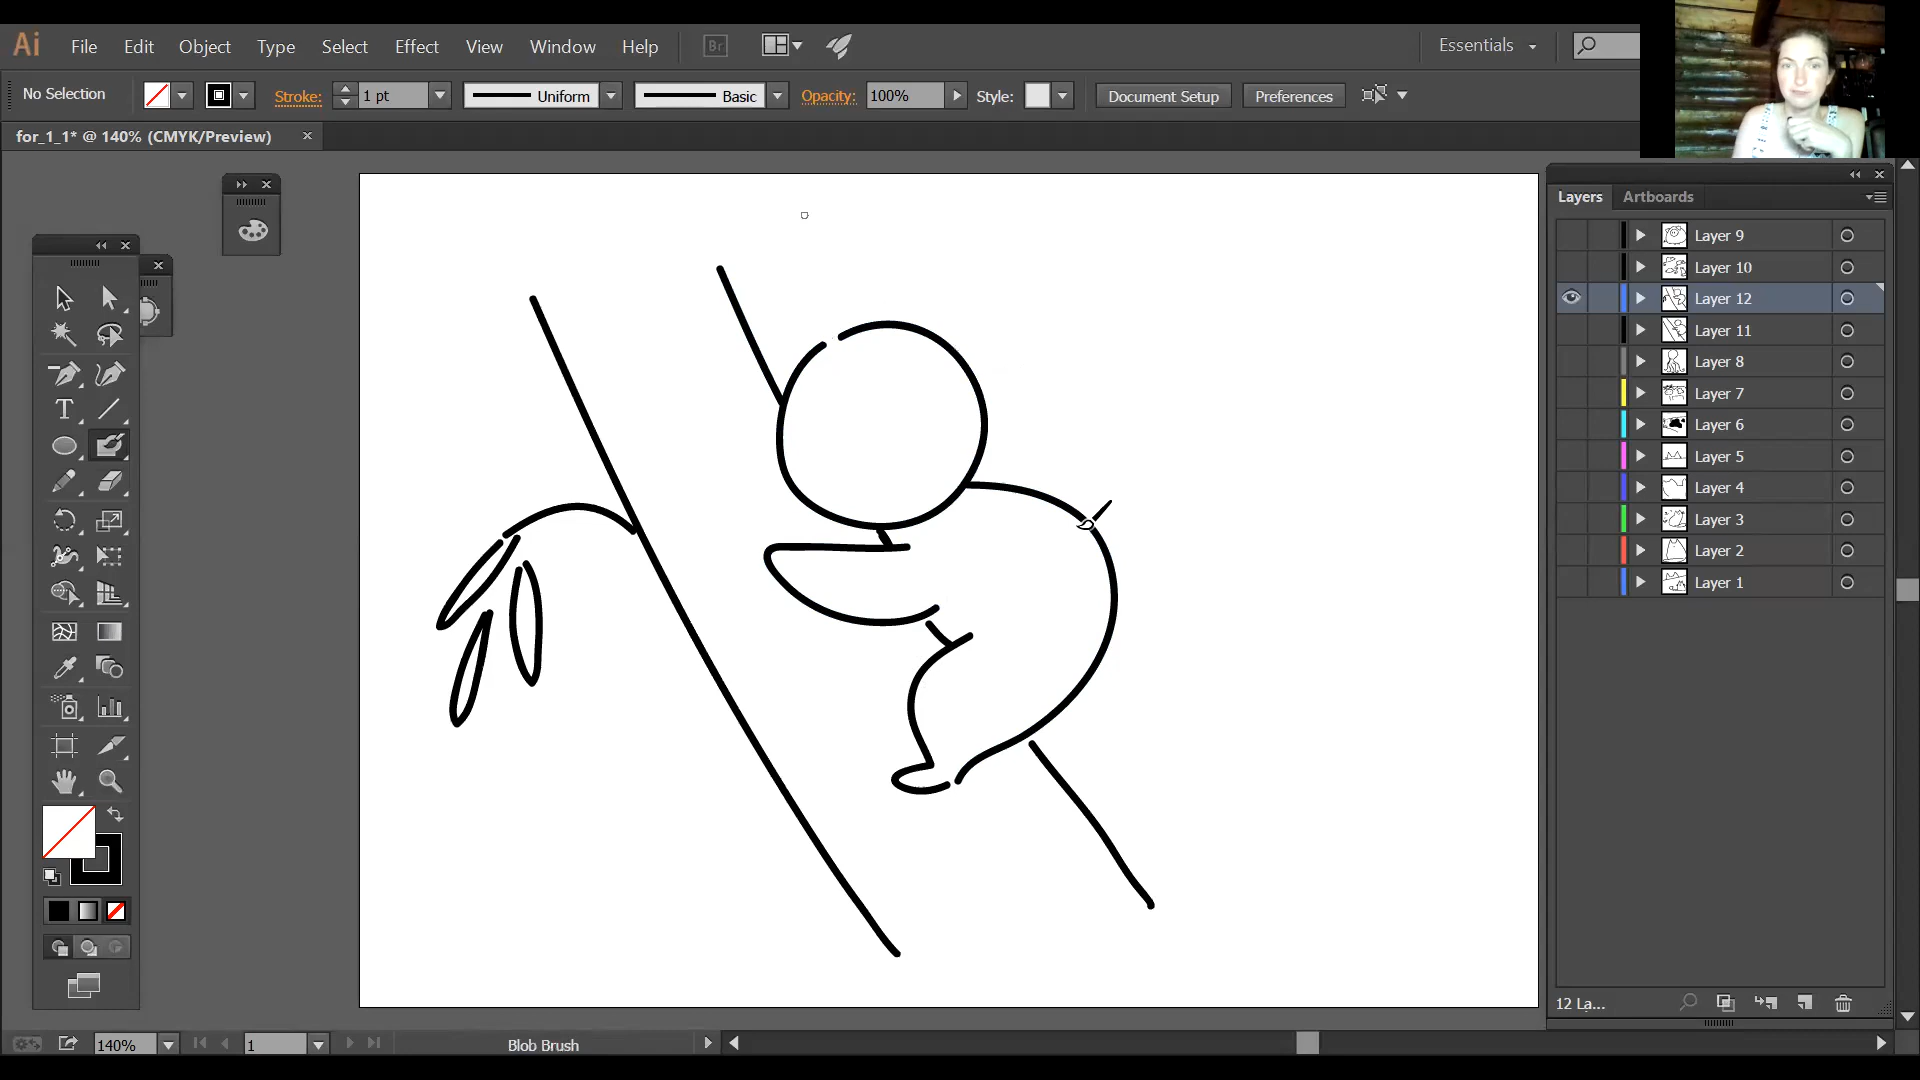 Ai File Edit Object Type Select Effect View Window Help Br Essentials
No Selection Stroke: 1 pt Uniform Basic Opacity: 100% Style: Document Setup Preferences
for_1_1* @ 140% (CMYK/Preview)
Layers Artboards
Layer 9
Layer 10
Layer 12
Layer 11
Layer 8
Layer 7
Layer 6
Layer 5
Layer 4
Layer 3
Layer 2
Layer 1
T
12 La...
140% 1 Blob Brush